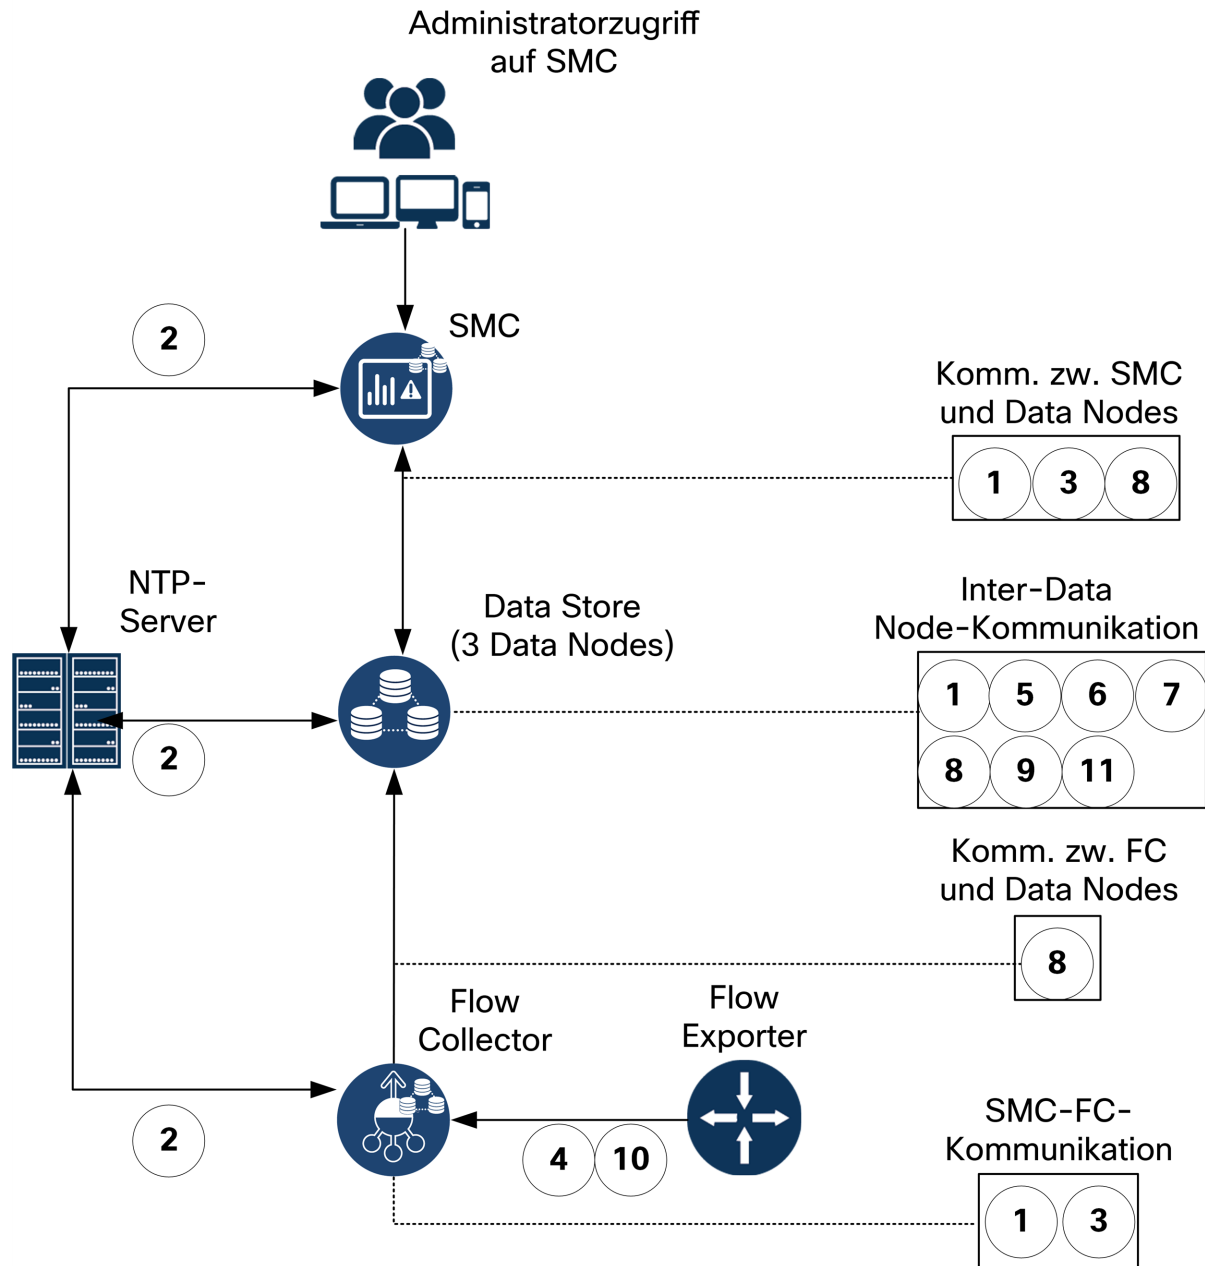 Administratorzugriff
auf SMC
SMC
2
Komm. zw. SMC
und Data Nodes
1 3 8
NTP-
Server
Data Store
(3 Data Nodes)
Inter-Data
Node-Kommunikation
1 5 6 7
8 9 11
2
Komm. zw. FC
und Data Nodes
8
Flow
Collector
Flow
Exporter
2
4 10
SMC-FC-
Kommunikation
1 3